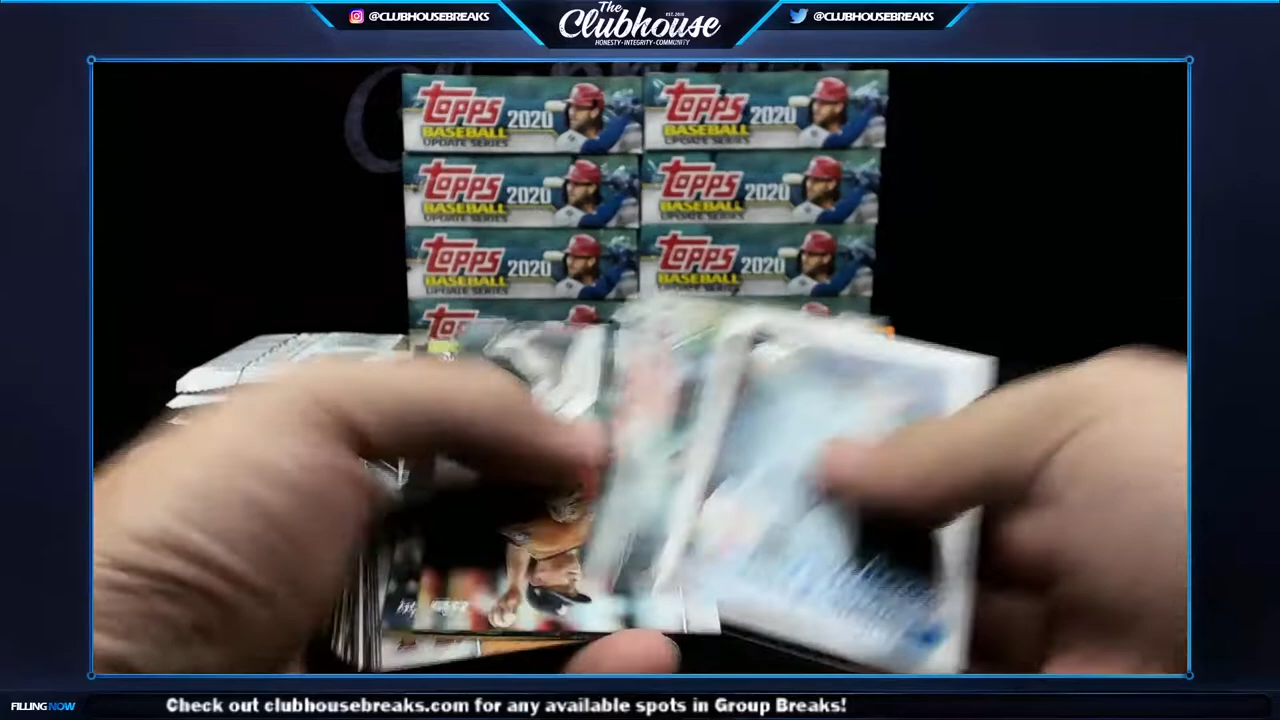 @CLUBHOUSEBREAKS
The
Clubhouse
EST. 2018
HONESTY·INTEGRITY·COMMUNITY
@CLUBHOUSEBREAKS
TOPPS 2020
BASEBALL
UPDATE SERIES
TOPPS 2020
BASEBALL
UPDATE SERIES
TOPPS 2020
BASEBALL
UPDATE SERIES
TOPPS 2020
BASEBALL
UPDATE SERIES
TOPPS 2020
BASEBALL
UPDATE SERIES
TOPPS 2020
BASEBALL
UPDATE SERIES
FILLING NOW
Check out clubhousebreaks.com for any available spots in Group Breaks!